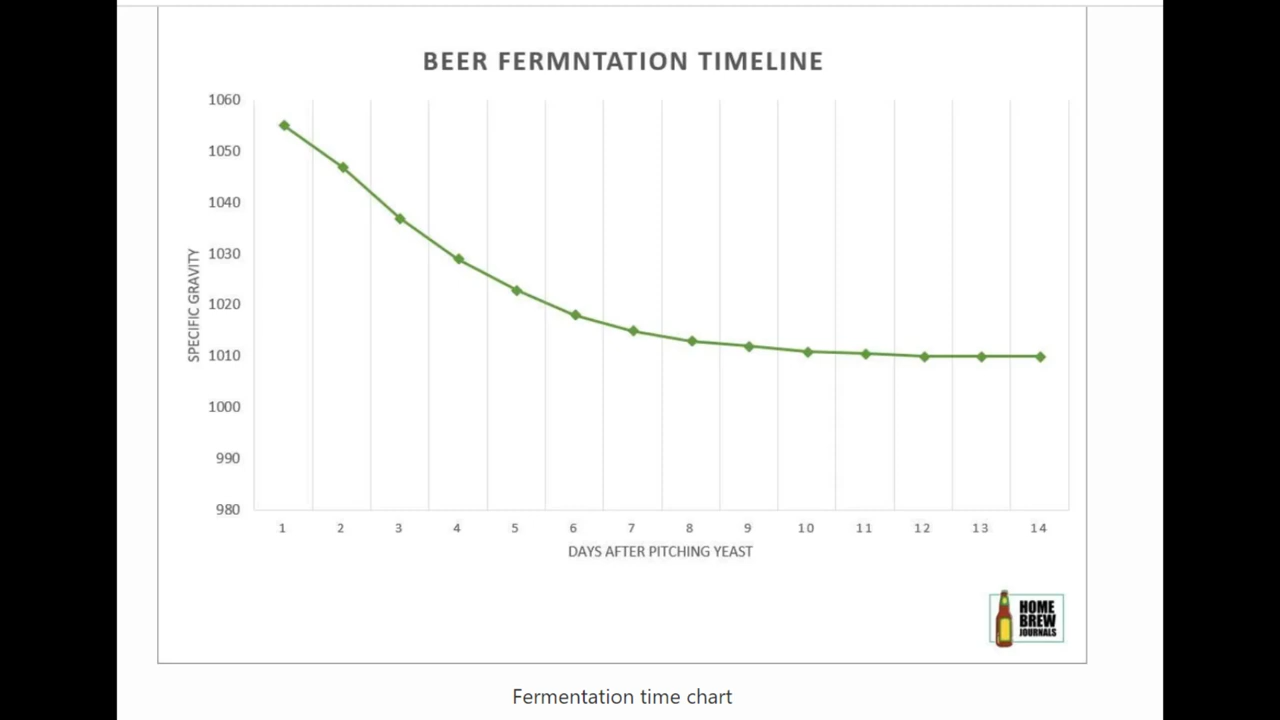 BEER FERMNTATION TIMELINE
1060
1050
1040
1030
1020
1010
1000
990
980
SPECIFIC GRAVITY
1 2 3 4 5 6 7 8 9 10 11 12 13 14
DAYS AFTER PITCHING YEAST
HOME
BREW
JOURNALS
Fermentation time chart